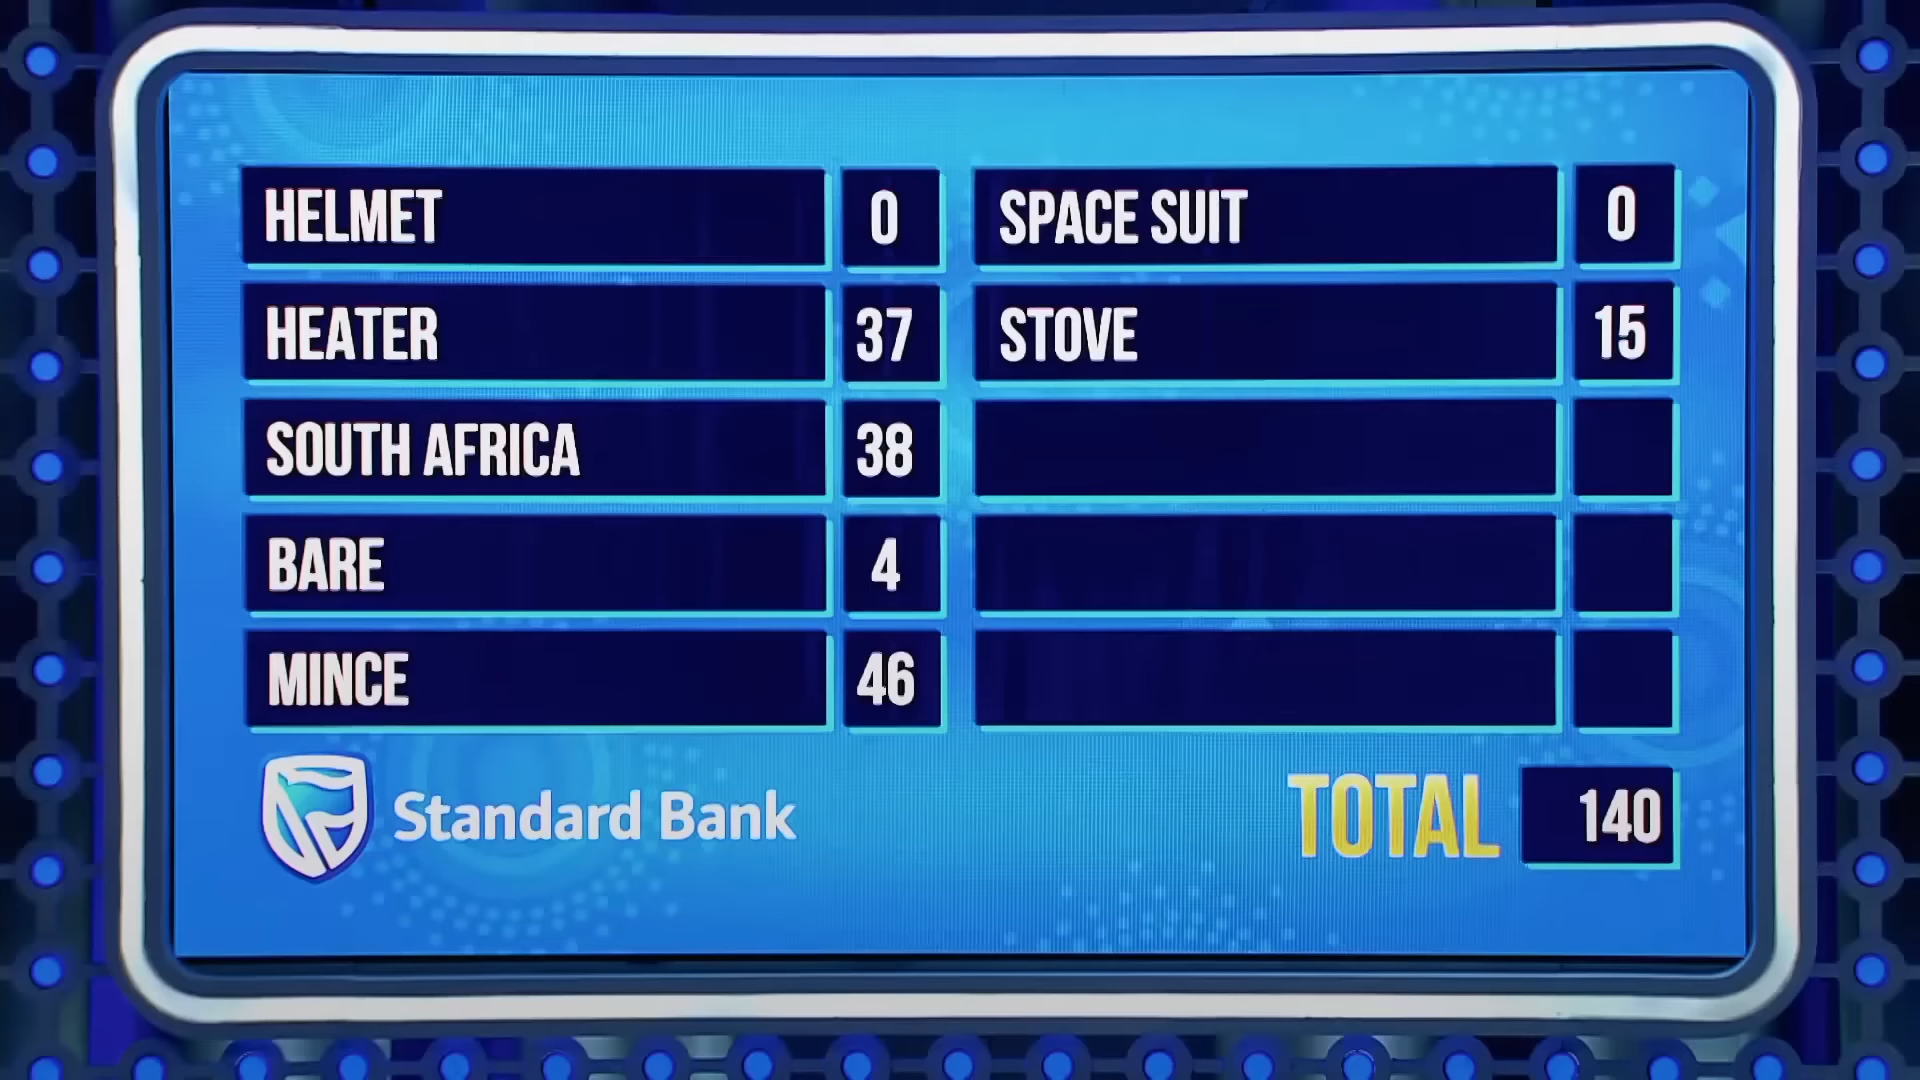 HELMET 0
HEATER 37
SOUTH AFRICA 38
BARE 4
MINCE 46
SPACE SUIT 0
STOVE 15
Standard Bank
TOTAL 140